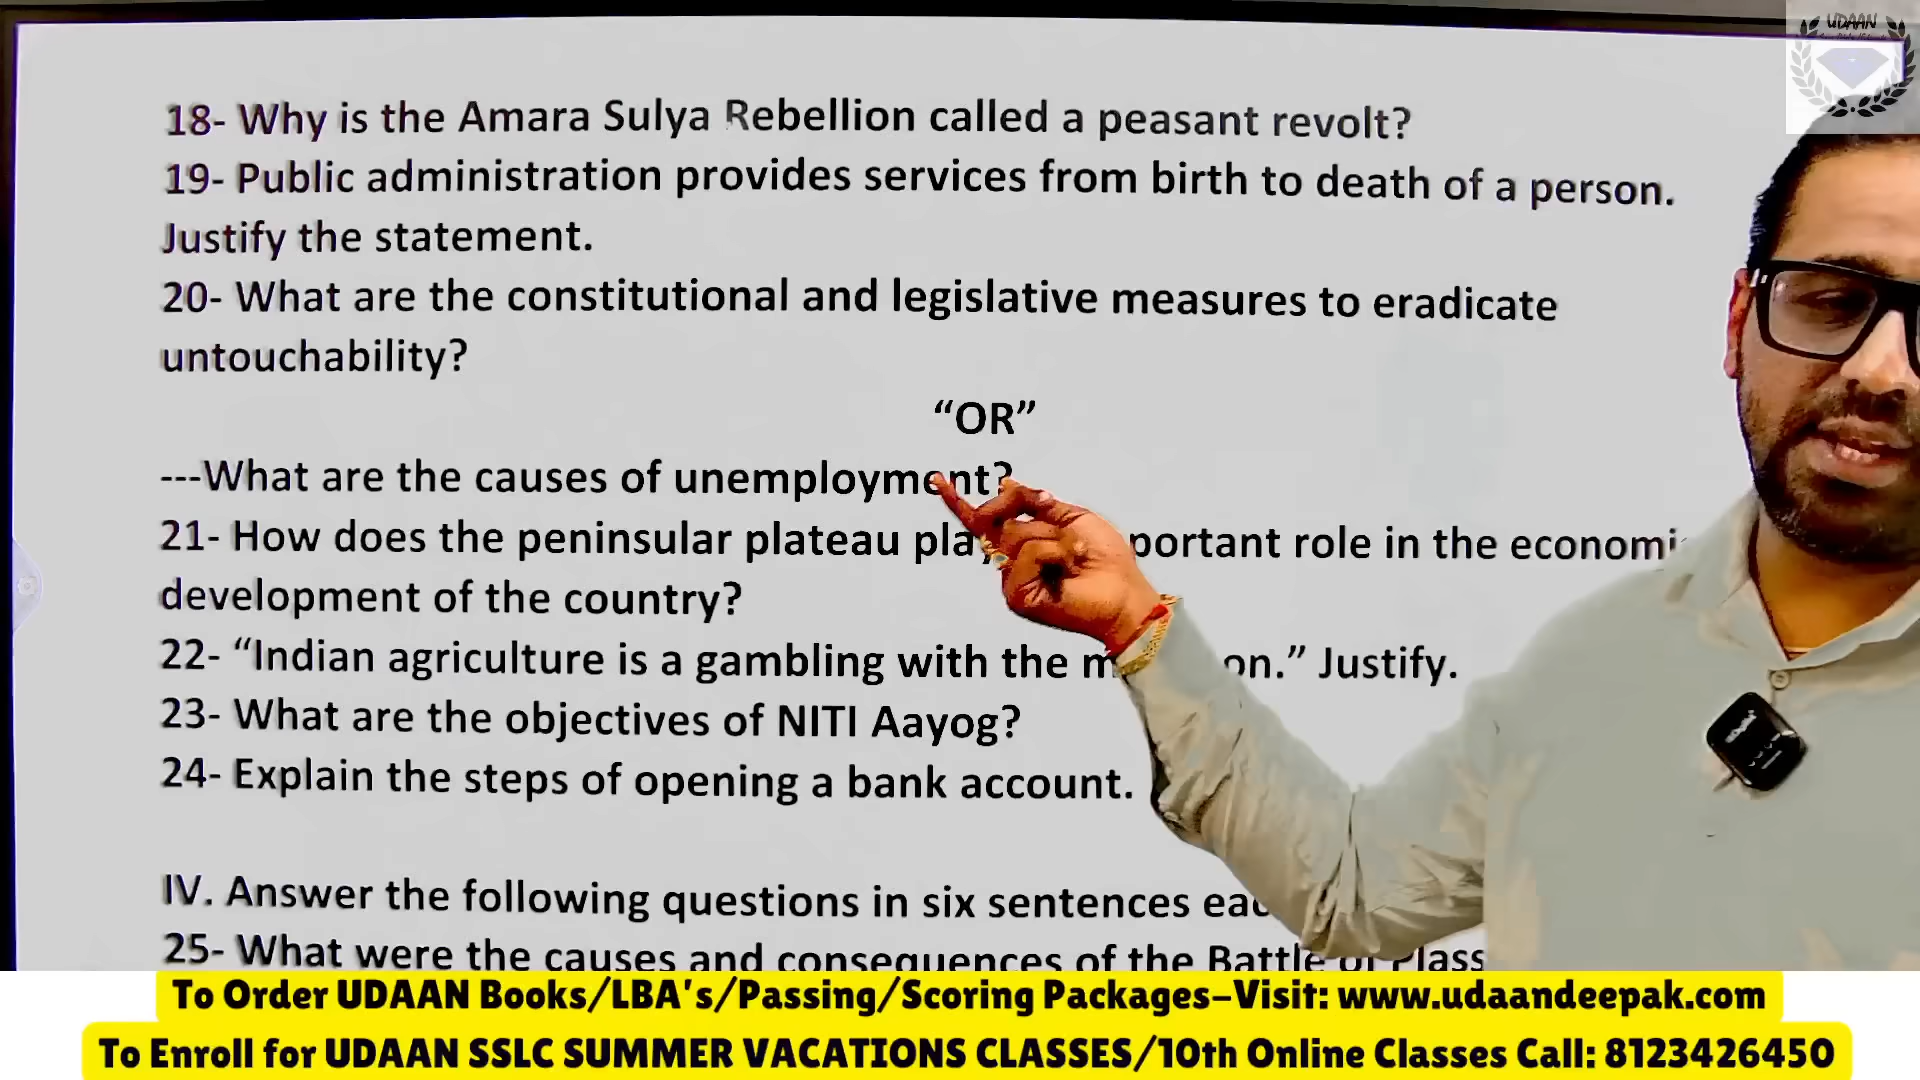 UDAAN
18- Why is the Amara Sulya Rebellion called a peasant revolt?
19- Public administration provides services from birth to death of a person.
Justify the statement.
20- What are the constitutional and legislative measures to eradicate
untouchability?
“OR”
---What are the causes of unemployment?
21- How does the peninsular plateau role in the
development of the country?
22- “Indian agriculture is a gambling with the Justify.
23- What are the objectives of NITI Aayog?
24- Explain the steps of opening a bank account.
IV. Answer the following questions in six sentences
25- What were the causes and consequences of the Battle
To Order UDAAN Books/LBA's/Passing/Scoring Packages-Visit: www.udaandeepak.com
To Enroll for UDAAN SSLC SUMMER VACATIONS CLASSES/10th Online Classes Call: 8123426450